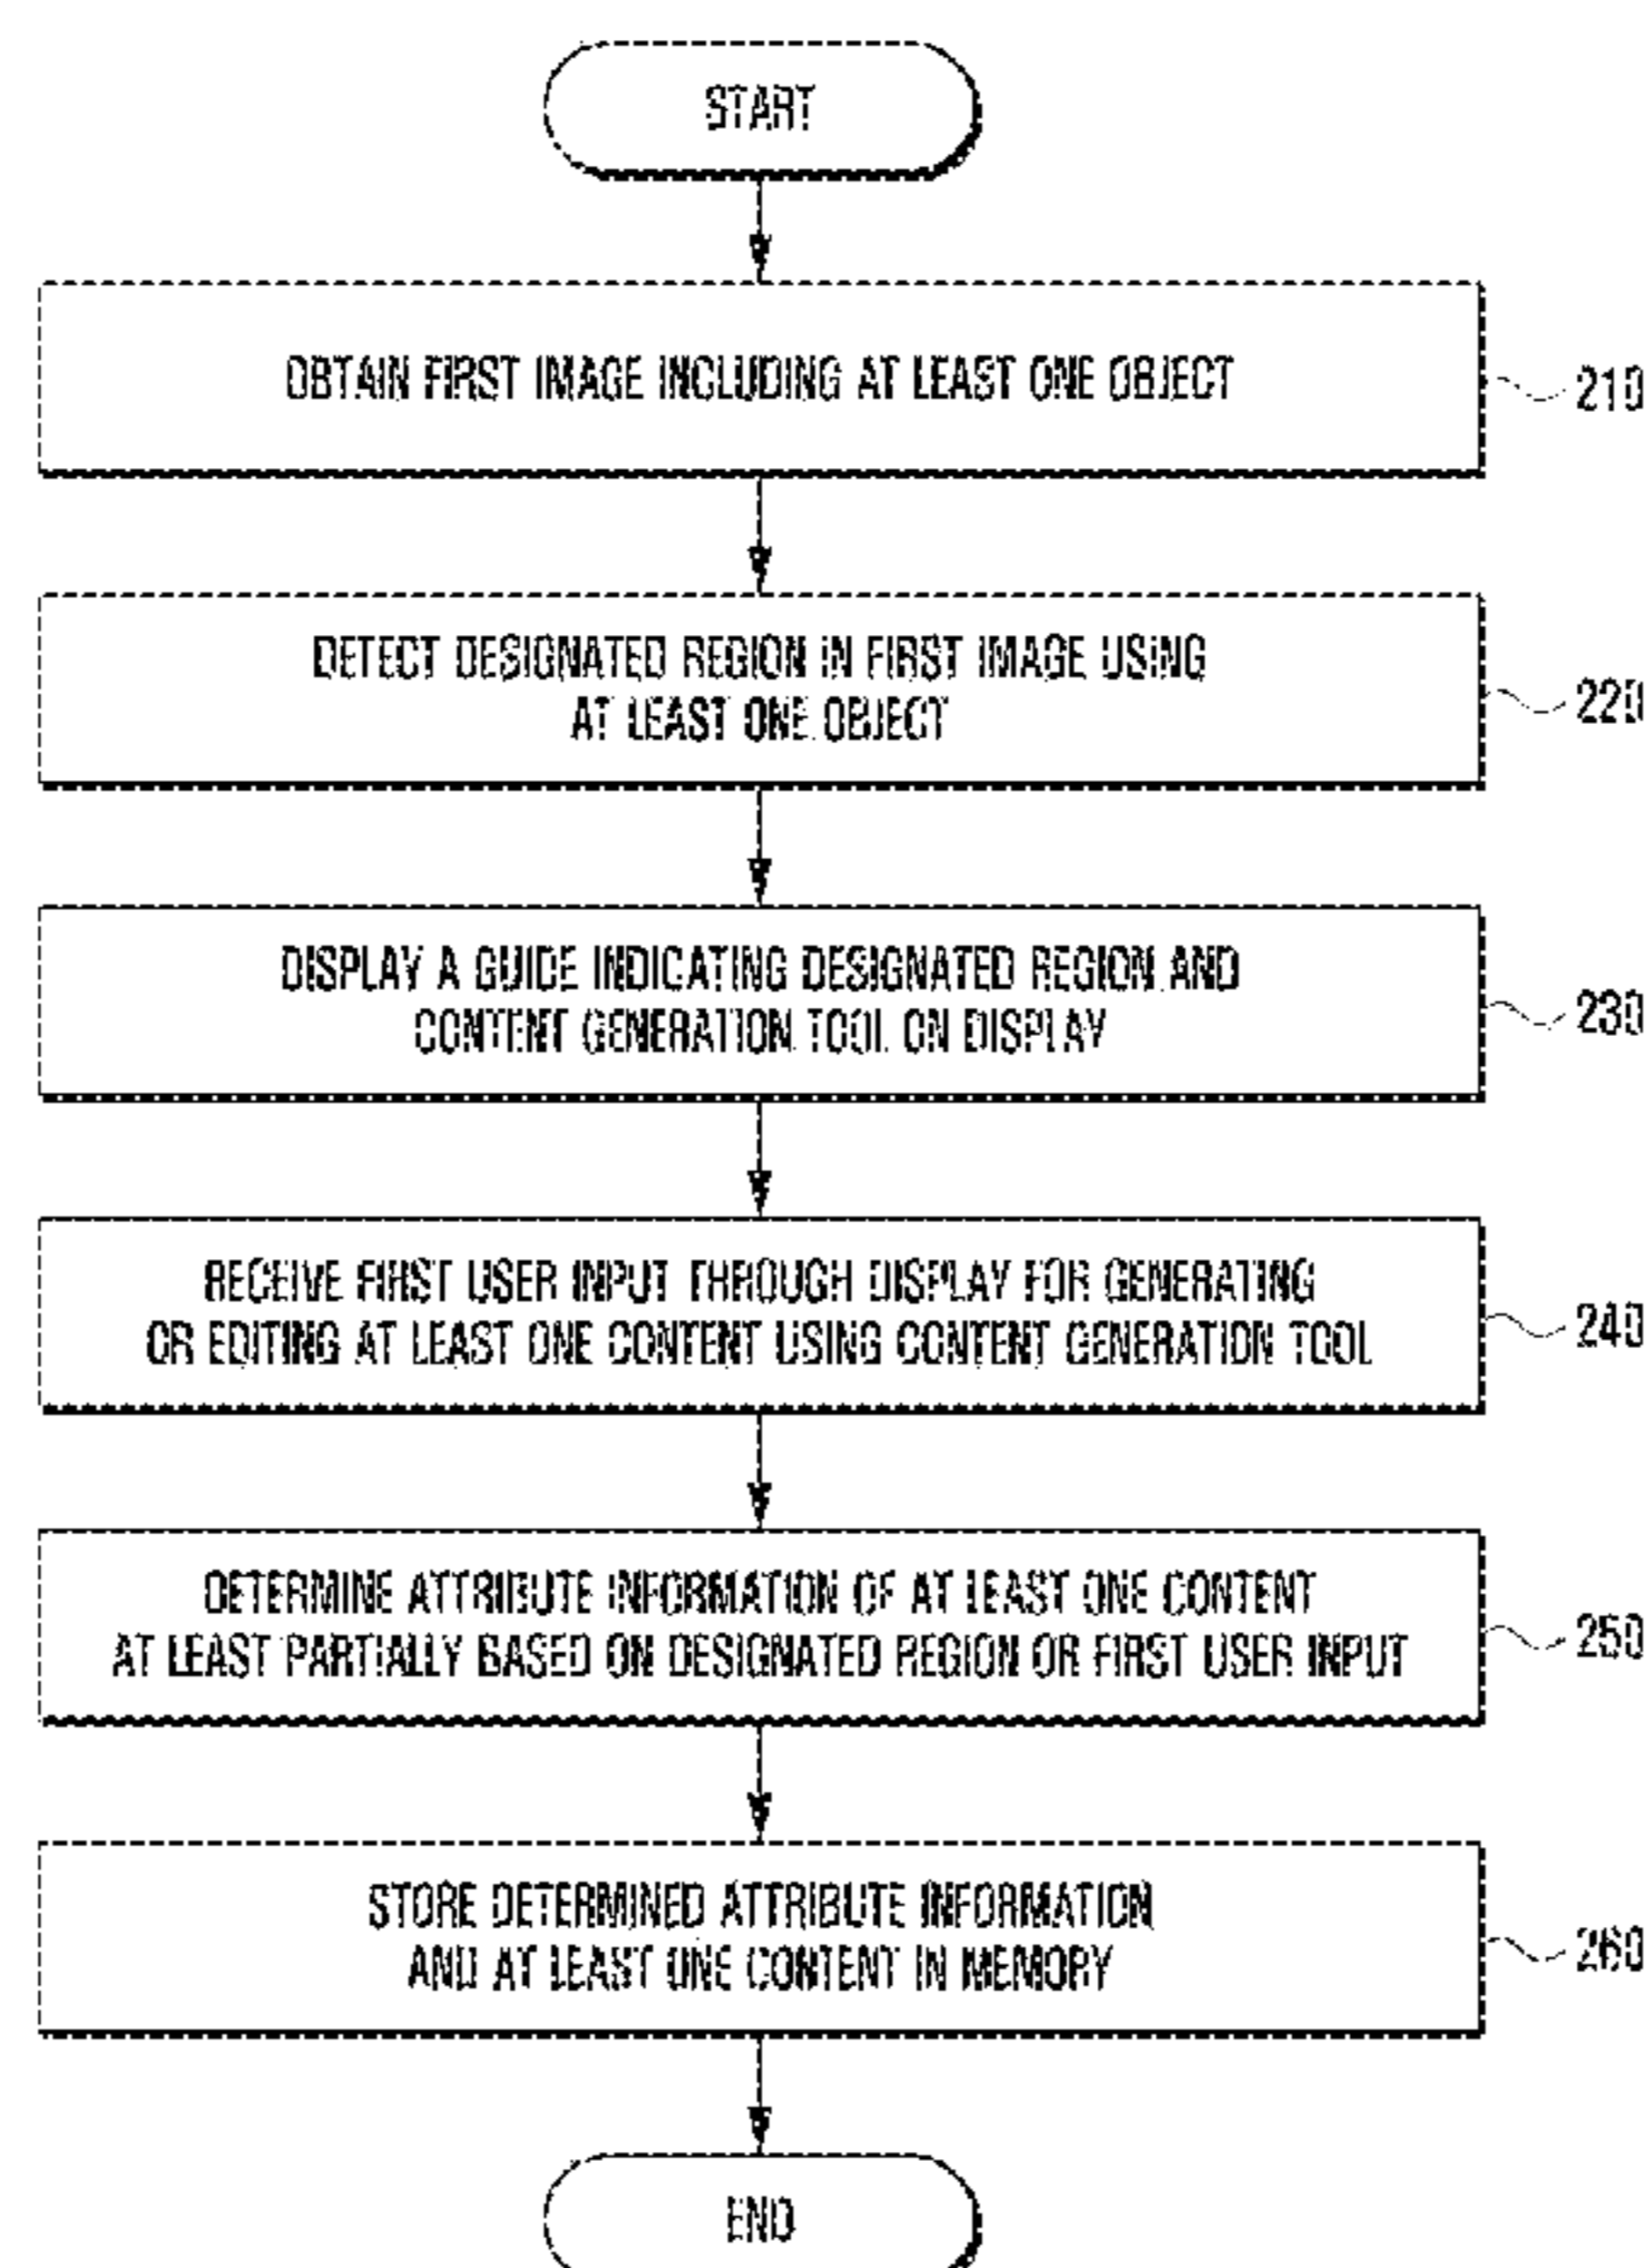 START
OBTAIN FIRST IMAGE INCLUDING AT LEAST ONE OBJECT
210
DETECT DESIGNATED REGION IN FIRST IMAGE USING
AT LEAST ONE OBJECT
220
DISPLAY A GUIDE INDICATING DESIGNATED REGION AND
CONTENT GENERATION TOOL ON DISPLAY
230
RECEIVE FIRST USER INPUT THROUGH DISPLAY FOR GENERATING
OR EDITING AT LEAST ONE CONTENT USING CONTENT GENERATION TOOL
240
DETERMINE ATTRIBUTE INFORMATION OF AT LEAST ONE CONTENT
AT LEAST PARTIALLY BASED ON DESIGNATED REGION OR FIRST USER INPUT
250
STORE DETERMINED ATTRIBUTE INFORMATION
AND AT LEAST ONE CONTENT IN MEMORY
260
END